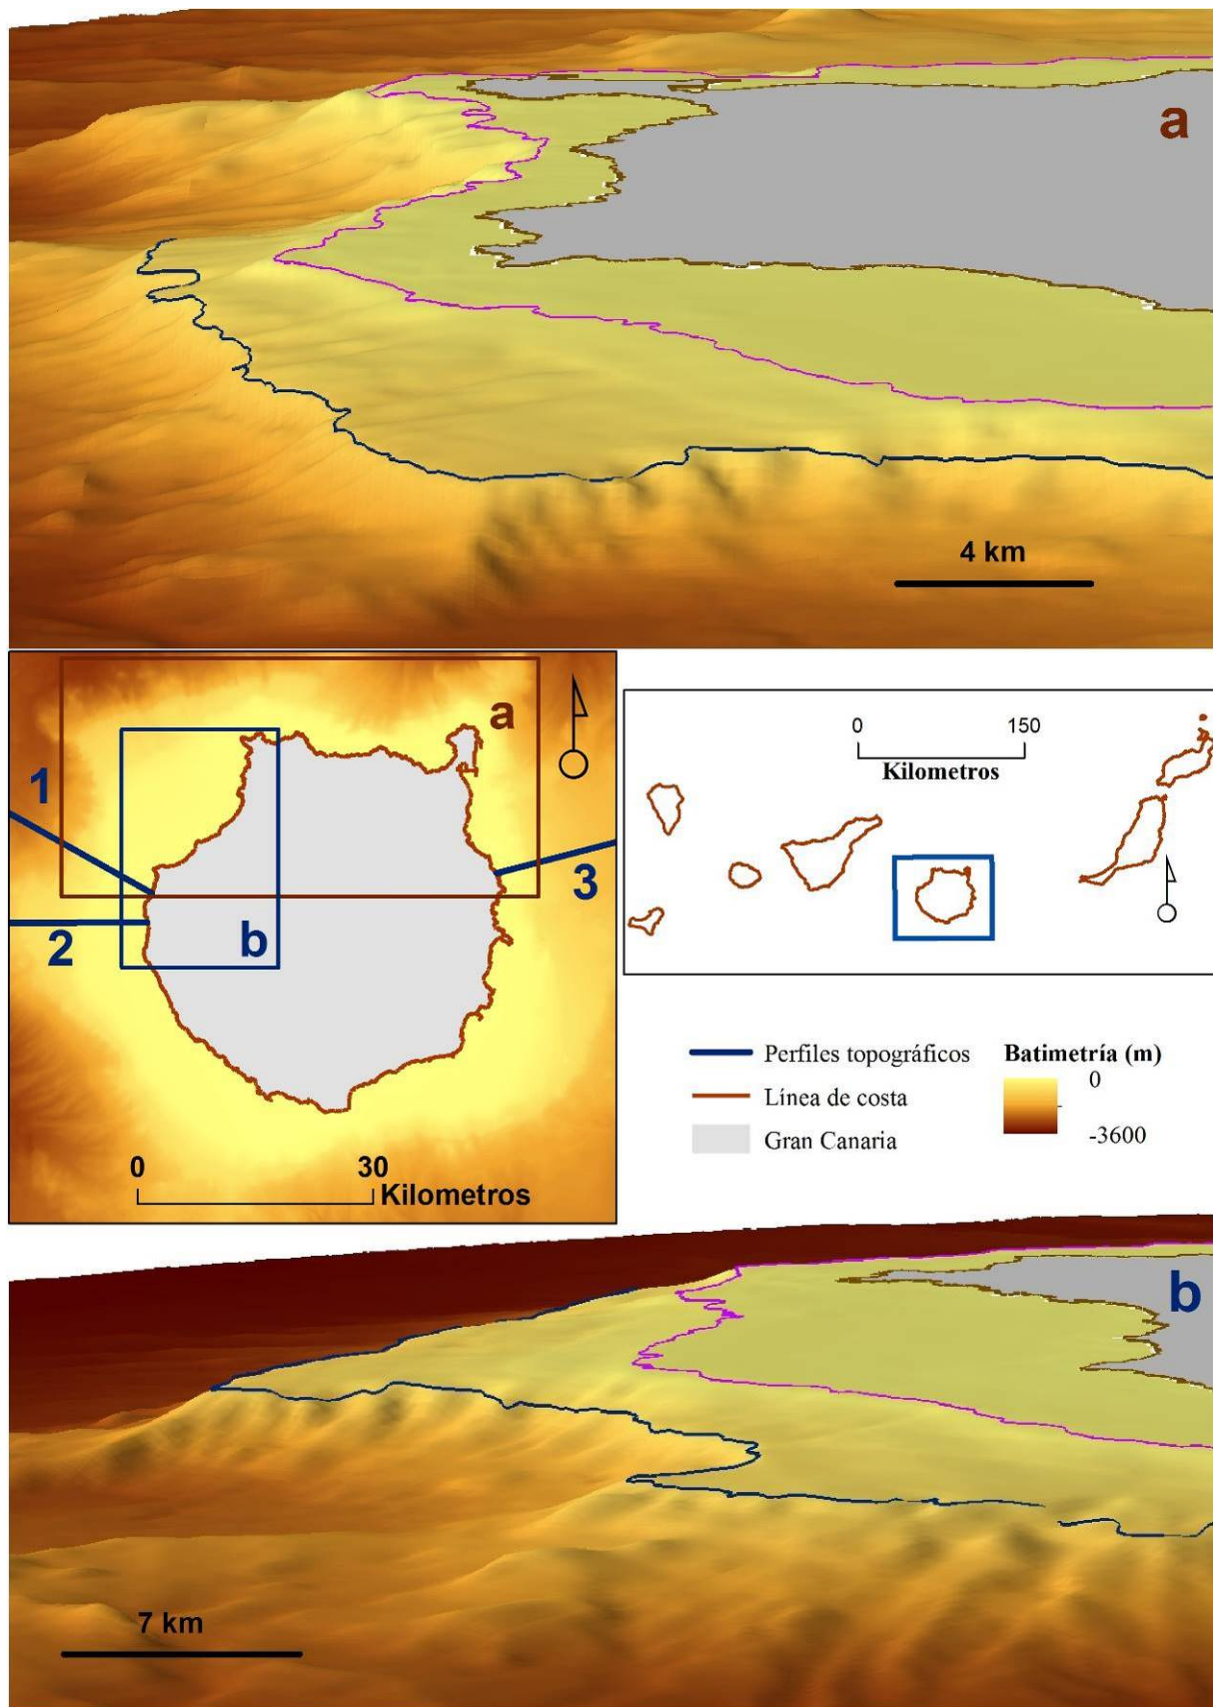 a
4 km
a
1
3
2
b
0 30
Kilometros
0 150
Kilometros
Perfiles topográficos
Línea de costa
Gran Canaria
Batimetría (m)
0
-3600
b
7 km